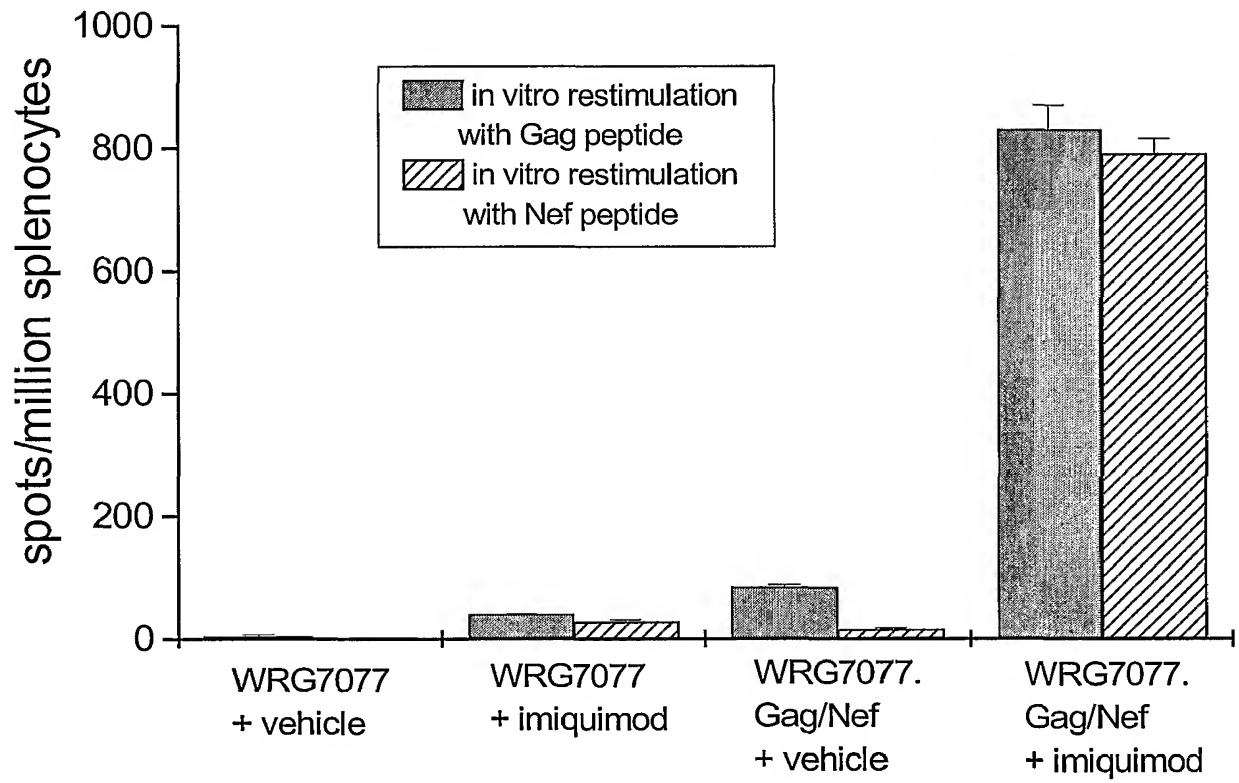 1000
800
600
400
200
0
spots/million splenocytes
in vitro restimulation
with Gag peptide
in vitro restimulation
with Nef peptide
WRG7077
+ vehicle
WRG7077
+ imiquimod
WRG7077.
Gag/Nef
+ vehicle
WRG7077.
Gag/Nef
+ imiquimod